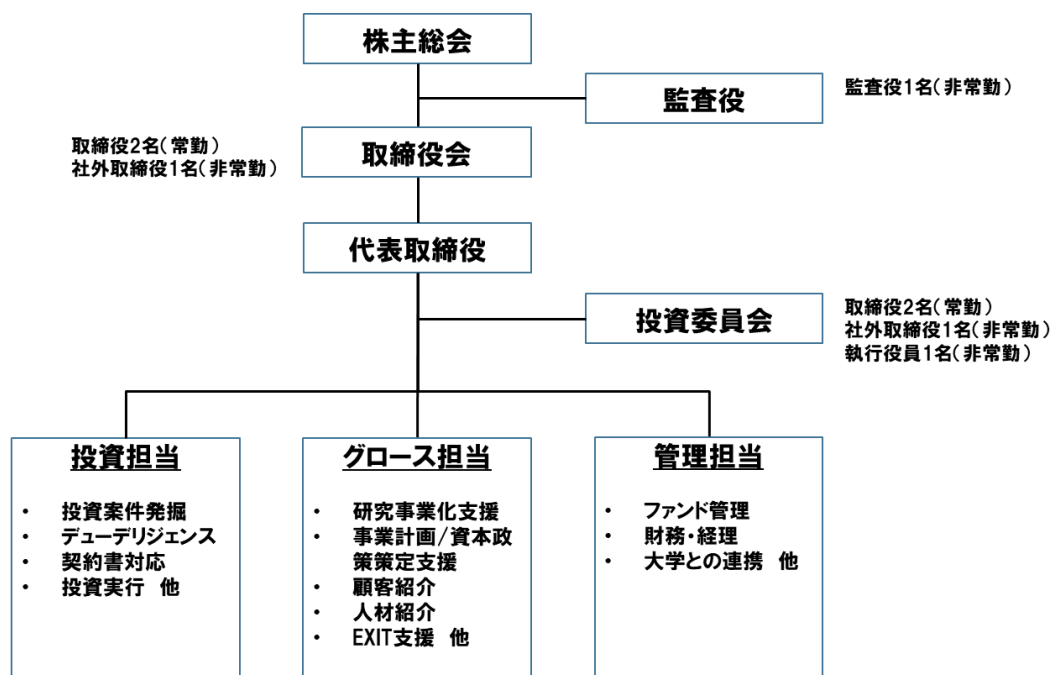 株主総会
監査役
監査役1名(非常勤)
取締役2名(常勤)
社外取締役1名(非常勤)
取締役会
代表取締役
投資委員会
取締役2名(常勤)
社外取締役1名(非常勤)
執行役員1名(非常勤)
投資担当
・ 投資案件発掘
・ デューデリジェンス
・ 契約書対応
・ 投資実行 他
グロース担当
・ 研究事業化支援
・ 事業計画/資本政
策策定支援
・ 顧客紹介
・ 人材紹介
・ EXIT支援 他
管理担当
・ ファンド管理
・ 財務・経理
・ 大学との連携 他